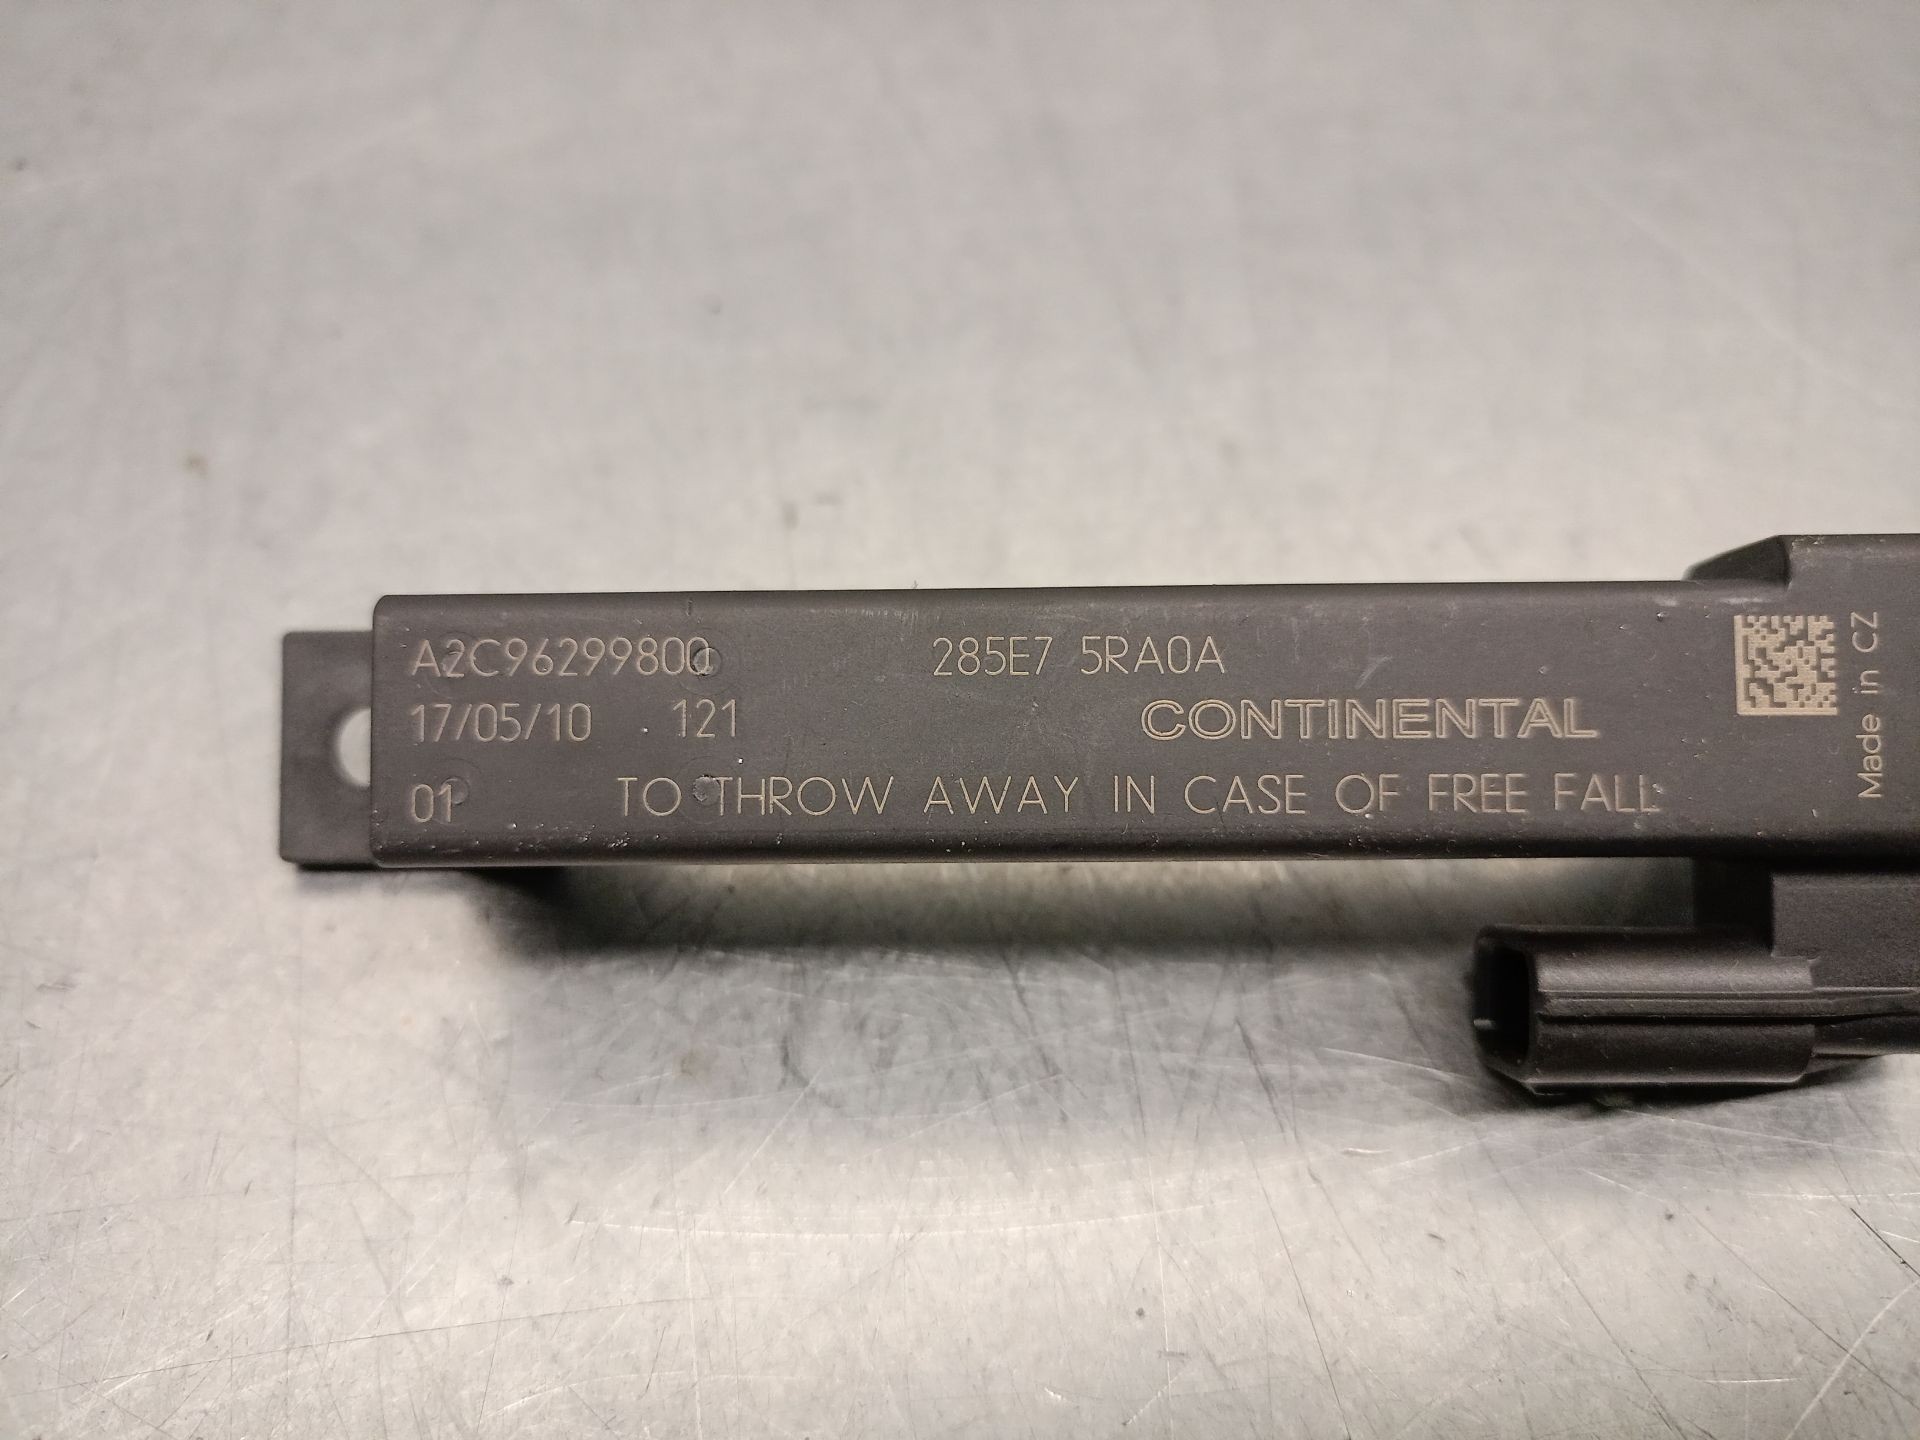 A2C96299800 285E7 5RA0A
17/05/10 121 CONTINENTAL
01 TO THROW AWAY IN CASE OF FREE FALL
Made in CZ